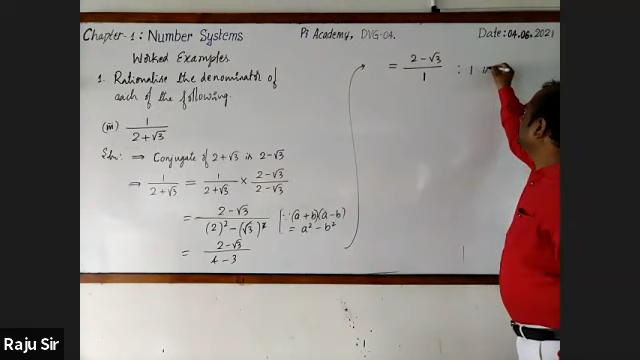 Chapter-1: Number Systems
Pi Academy, DVG-04.
Date: 04.06.2021
Worked Examples
1. Rationalise the denominator of
each of the following.
(iii) 1/(2+√3)
Soln: ⇒ Conjugate of 2+√3 is 2-√3
⇒ 1/(2+√3) = 1/(2+√3) × (2-√3)/(2-√3)
= (2-√3)/((2)²-(√3)²) ∵ (a+b)(a-b)
= a²-b²
= (2-√3)/(4-3)
= (2-√3)/1 : 1
Raju Sir